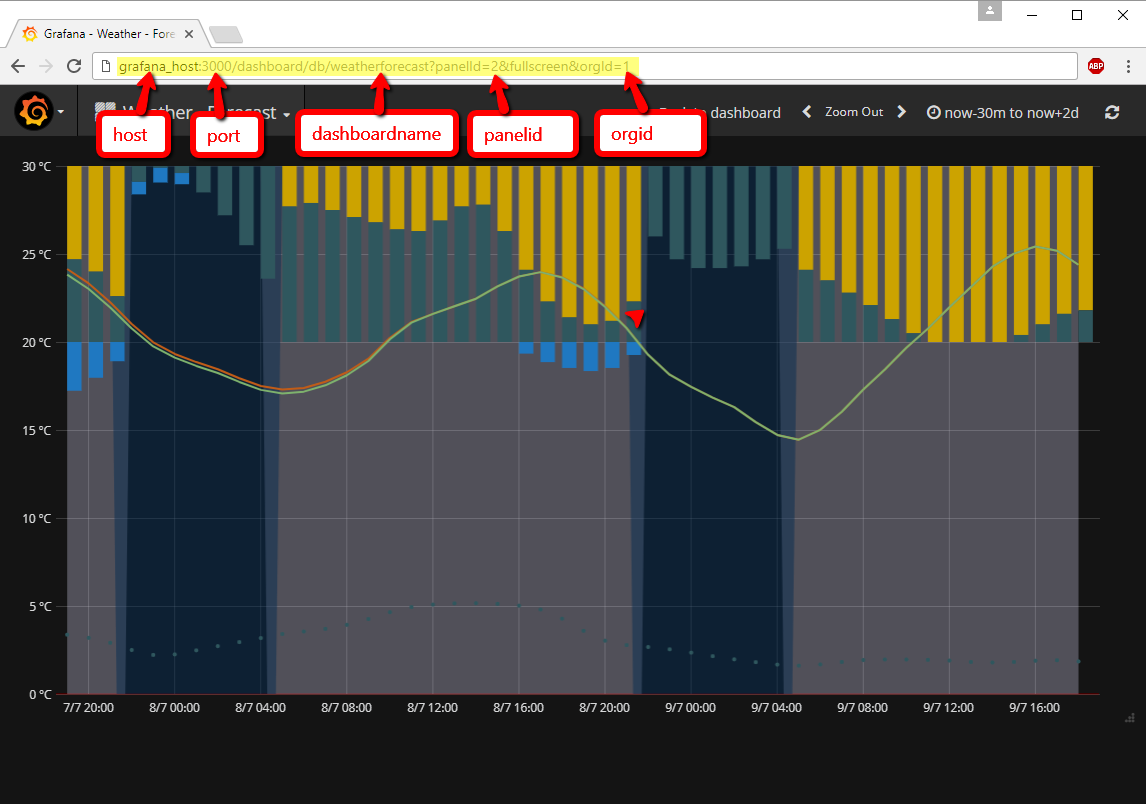 Grafana - Weather - Fore
grafana_host:3000/dashboard/db/weatherforecast?panelId=2&fullscreen&orgId=1
ABP
Weather - Forecast
dashboard
Zoom Out
now-30m to now+2d
host
port
dashboardname
panelid
orgid
30 °C
25 °C
20 °C
15 °C
10 °C
5 °C
0 °C
7/7 20:00 8/7 00:00 8/7 04:00 8/7 08:00 8/7 12:00 8/7 16:00 8/7 20:00 9/7 00:00 9/7 04:00 9/7 08:00 9/7 12:00 9/7 16:00